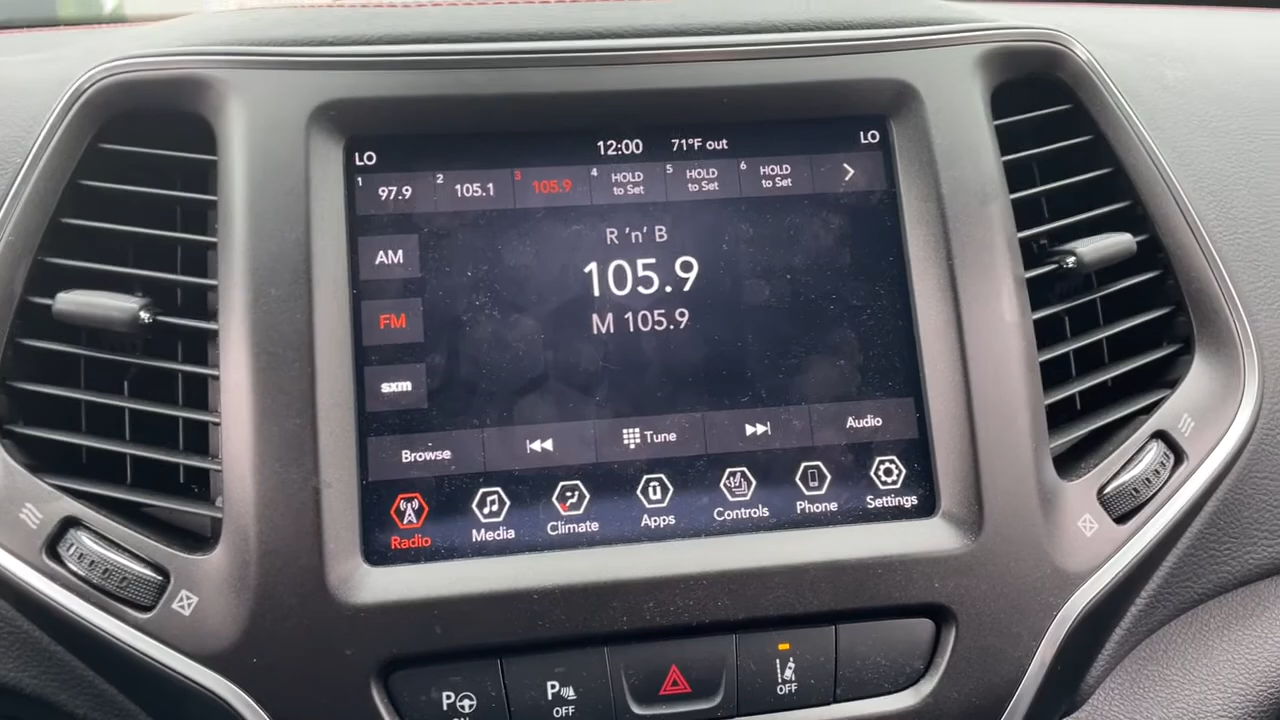 LO 12:00 71°F out LO
1 97.9 2 105.1 3 105.9 4 HOLD to Set 5 HOLD to Set 6 HOLD to Set
R 'n' B
AM
105.9
FM
M 105.9
sxm
Browse Tune Audio
Radio Media Climate Apps Controls Phone Settings
P P OFF OFF